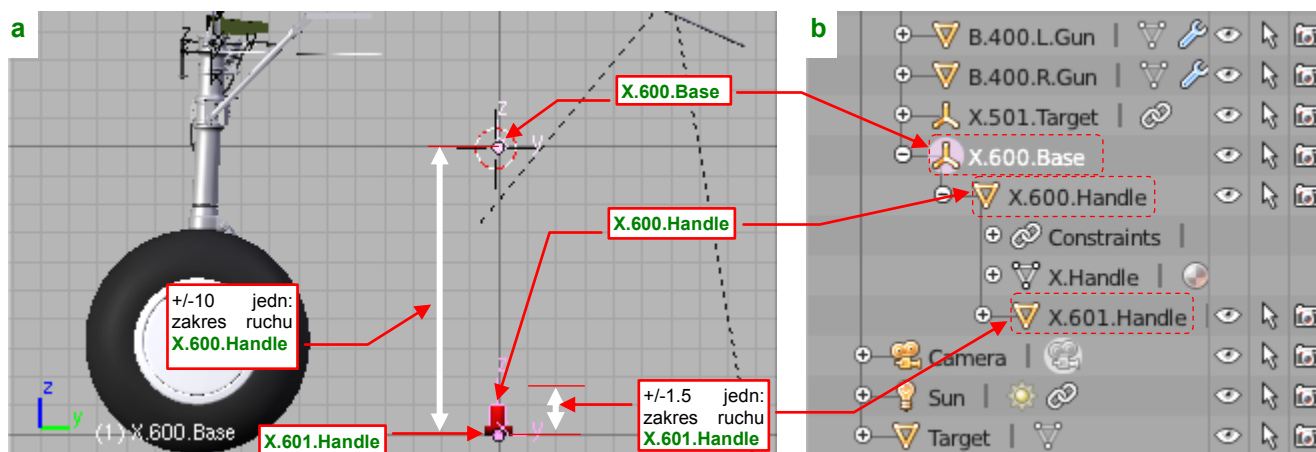 a
z
X.600.Base
z
y
X.600.Handle
+/-10 jedn:
zakres ruchu
X.600.Handle
z
y
z
y
(1) X.600.Base
X.601.Handle
+/-1.5 jedn:
zakres ruchu
X.601.Handle
b
B.400.L.Gun
B.400.R.Gun
X.501.Target
X.600.Base
X.600.Handle
Constraints
X.Handle
X.601.Handle
Camera
Sun
Target